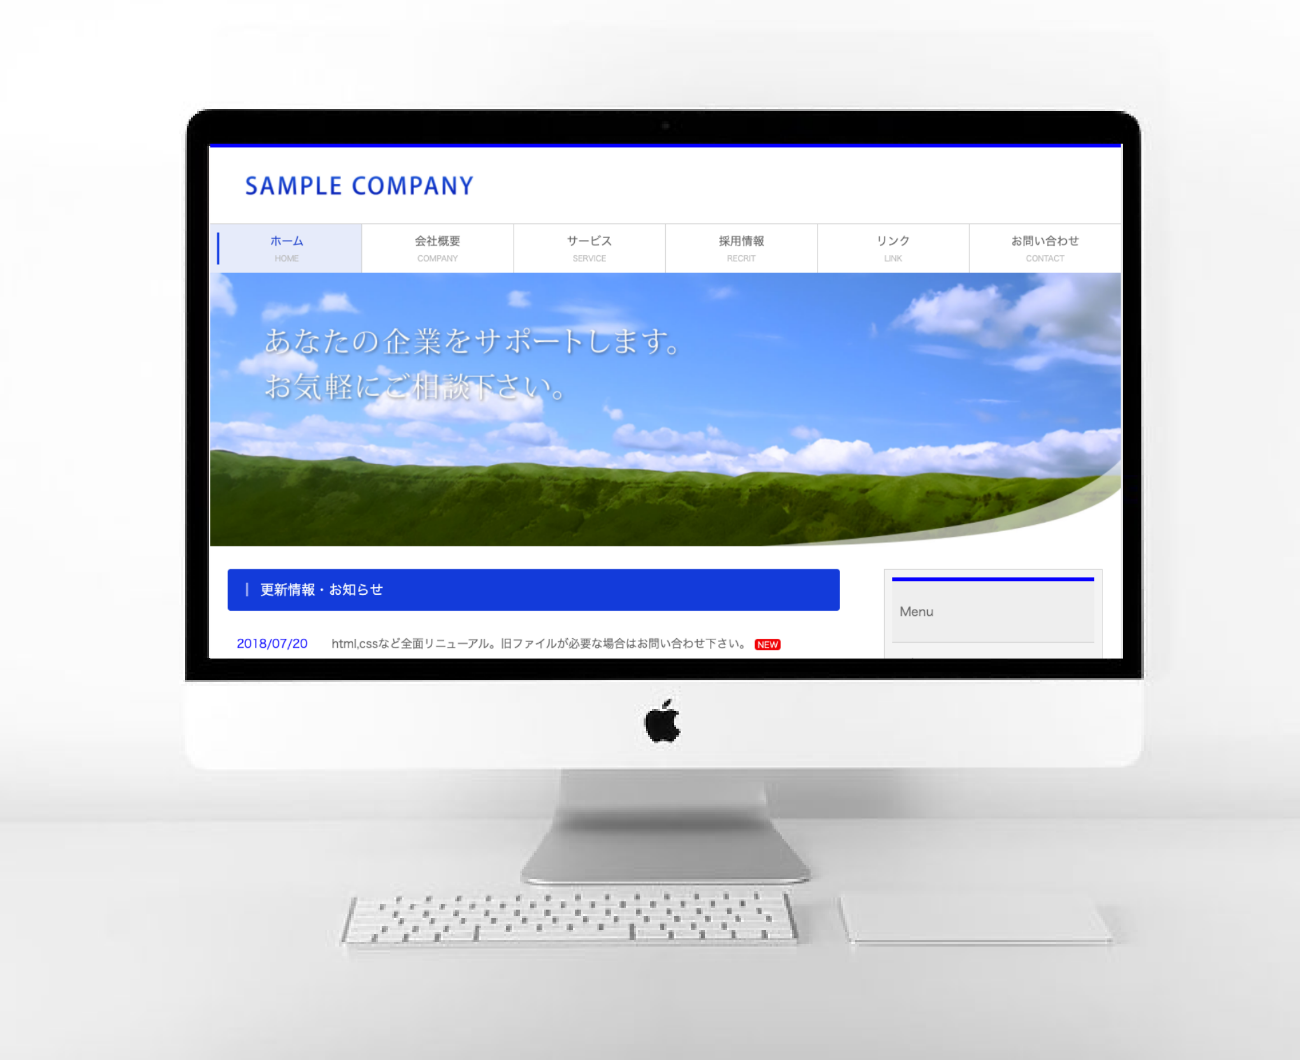 SAMPLE COMPANY
ホーム
HOME
会社概要
COMPANY
サービス
SERVICE
採用情報
RECRIT
リンク
LINK
お問い合わせ
CONTACT
あなたの企業をサポートします。
お気軽にご相談下さい。
更新情報・お知らせ
Menu
2018/07/20 html,cssなど全面リニューアル。旧ファイルが必要な場合はお問い合わせ下さい。 NEW